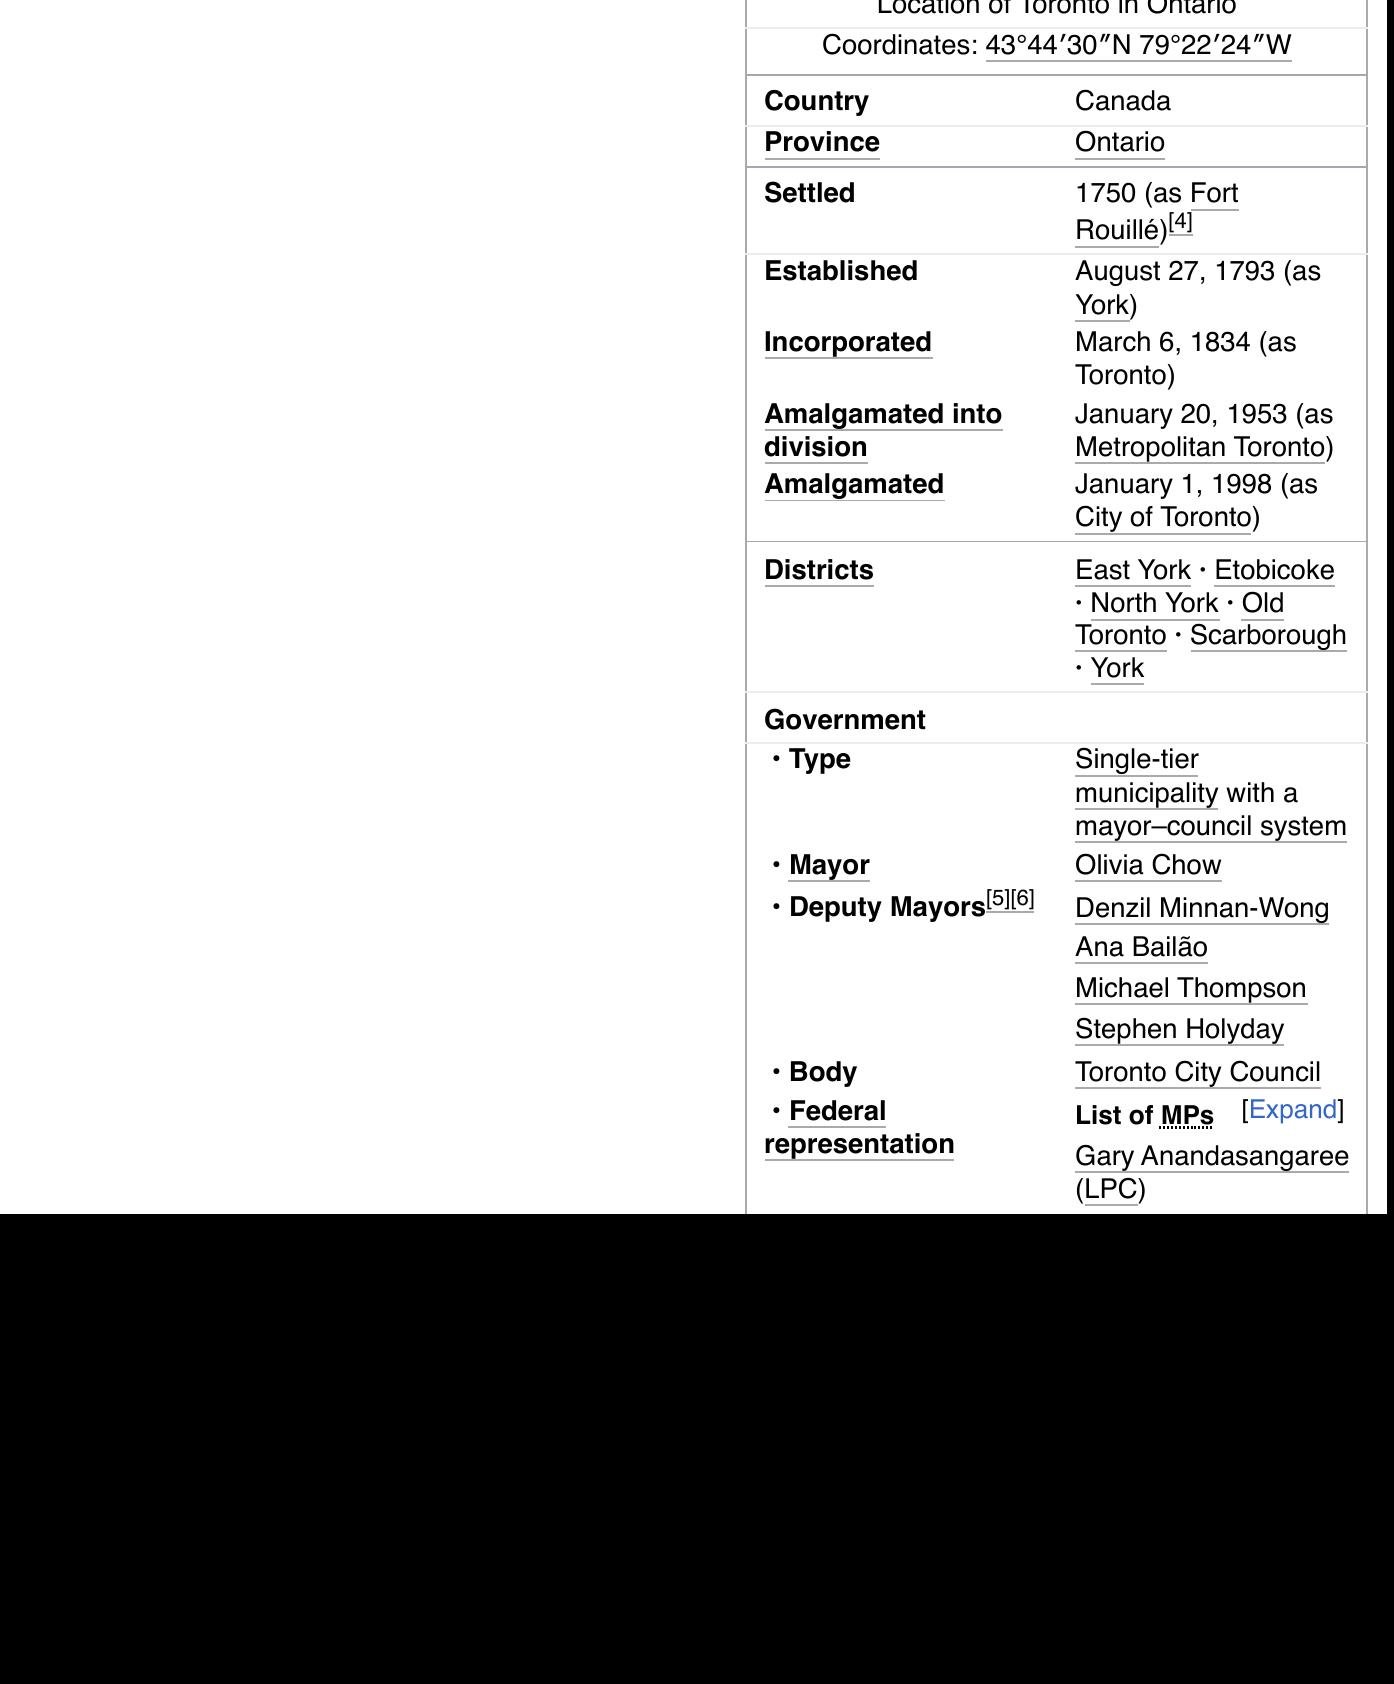 Location of Toronto in Ontario
Coordinates: 43°44′30″N 79°22′24″W
Country Canada
Province Ontario
Settled 1750 (as Fort
Rouillé)[4]
Established August 27, 1793 (as
York)
Incorporated March 6, 1834 (as
Toronto)
Amalgamated into January 20, 1953 (as
division Metropolitan Toronto)
Amalgamated January 1, 1998 (as
City of Toronto)
Districts East York · Etobicoke
· North York · Old
Toronto · Scarborough
· York
Government
• Type Single-tier
municipality with a
mayor–council system
• Mayor Olivia Chow
• Deputy Mayors[5][6] Denzil Minnan-Wong
Ana Bailão
Michael Thompson
Stephen Holyday
• Body Toronto City Council
• Federal List of MPs [Expand]
representation Gary Anandasangaree
(LPC)